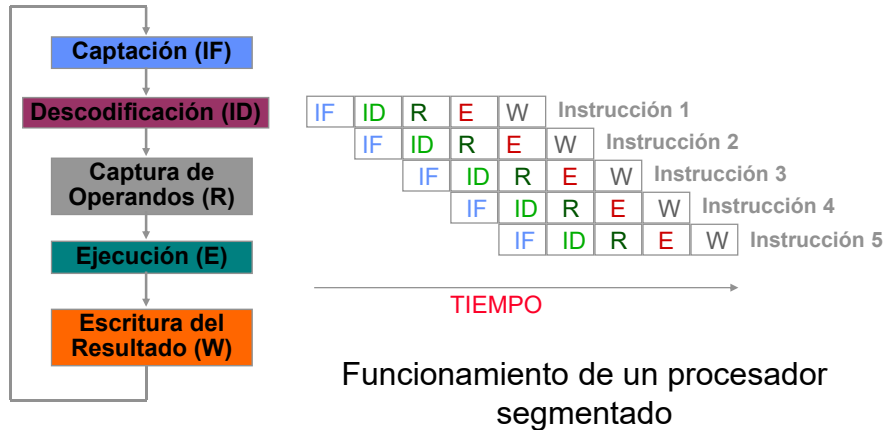 Captación (IF)
Descodificación (ID)
Captura de
Operandos (R)
Ejecución (E)
Escritura del
Resultado (W)
IF ID R E W Instrucción 1
IF ID R E W Instrucción 2
IF ID R E W Instrucción 3
IF ID R E W Instrucción 4
IF ID R E W Instrucción 5
TIEMPO
Funcionamiento de un procesador
segmentado